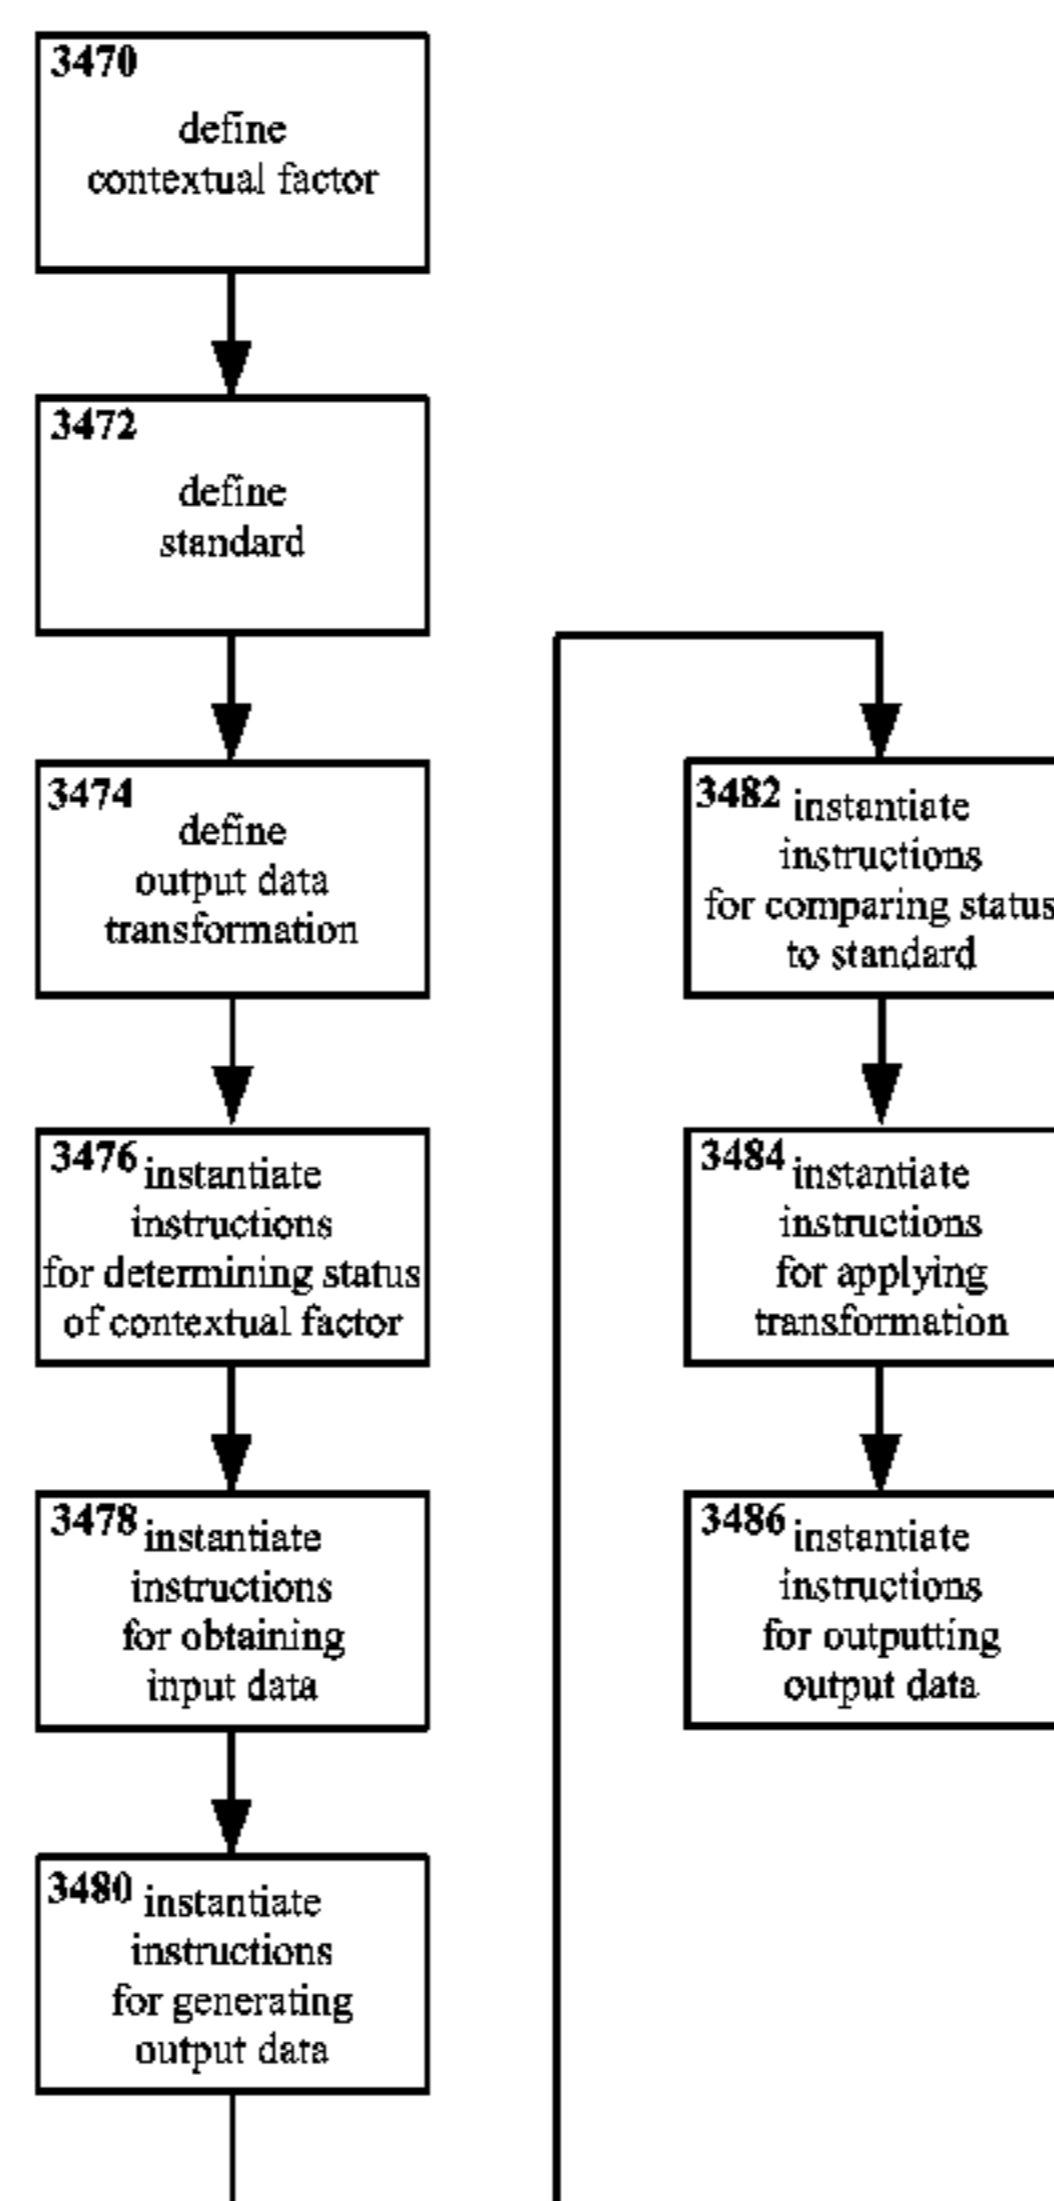 3470
define
contextual factor
3472
define
standard
3474
define
output data
transformation
3476 instantiate
instructions
for determining status
of contextual factor
3478 instantiate
instructions
for obtaining
input data
3480 instantiate
instructions
for generating
output data
3482 instantiate
instructions
for comparing status
to standard
3484 instantiate
instructions
for applying
transformation
3486 instantiate
instructions
for outputting
output data